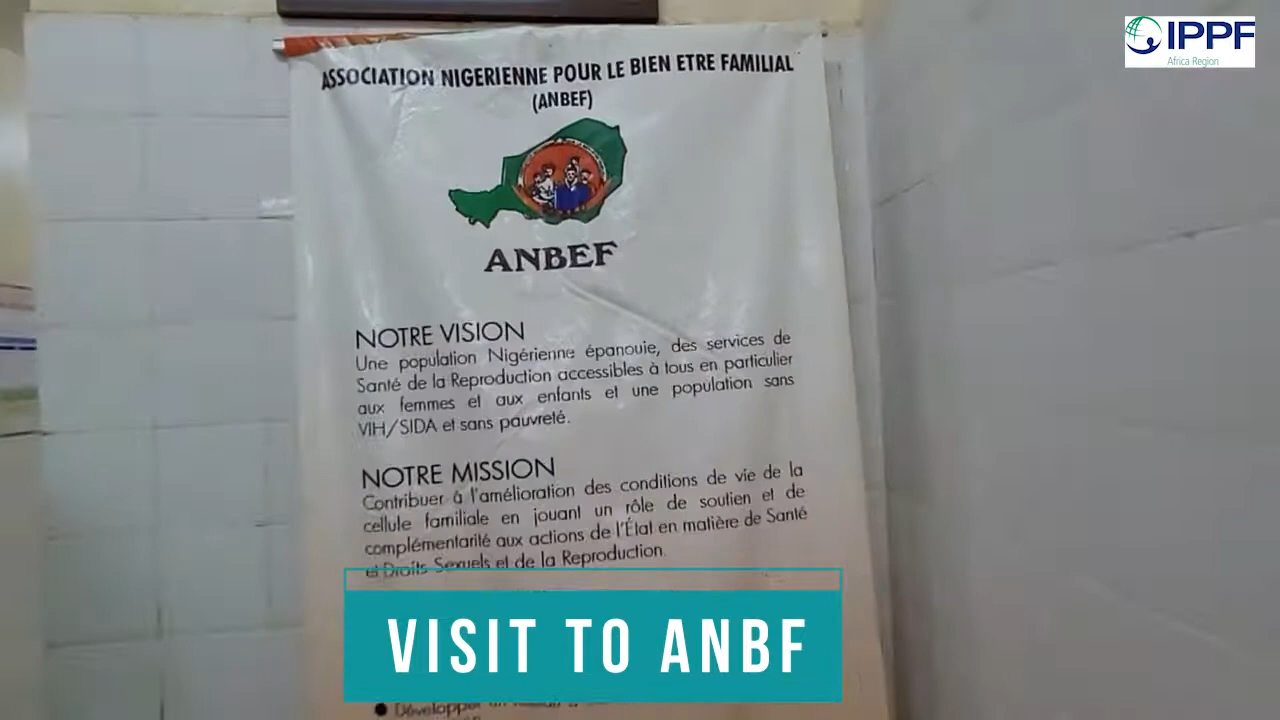 IPPF
Africa Region
ASSOCIATION NIGERIENNE POUR LE BIEN ETRE FAMILIAL
(ANBEF)
ANBEF
NOTRE VISION
Une population Nigérienne épanouie, des services de
Santé de la Reproduction accessibles à tous en particulier
aux femmes et aux enfants et une population sans
VIH/SIDA et sans pauvreté.
NOTRE MISSION
Contribuer à l'amélioration des conditions de vie de la
cellule familiale en jouant un rôle de soutien et de
complémentarité aux actions de l'État en matière de Santé
et Droits Sexuels et de la Reproduction.
VISIT TO ANBF
● Développer un